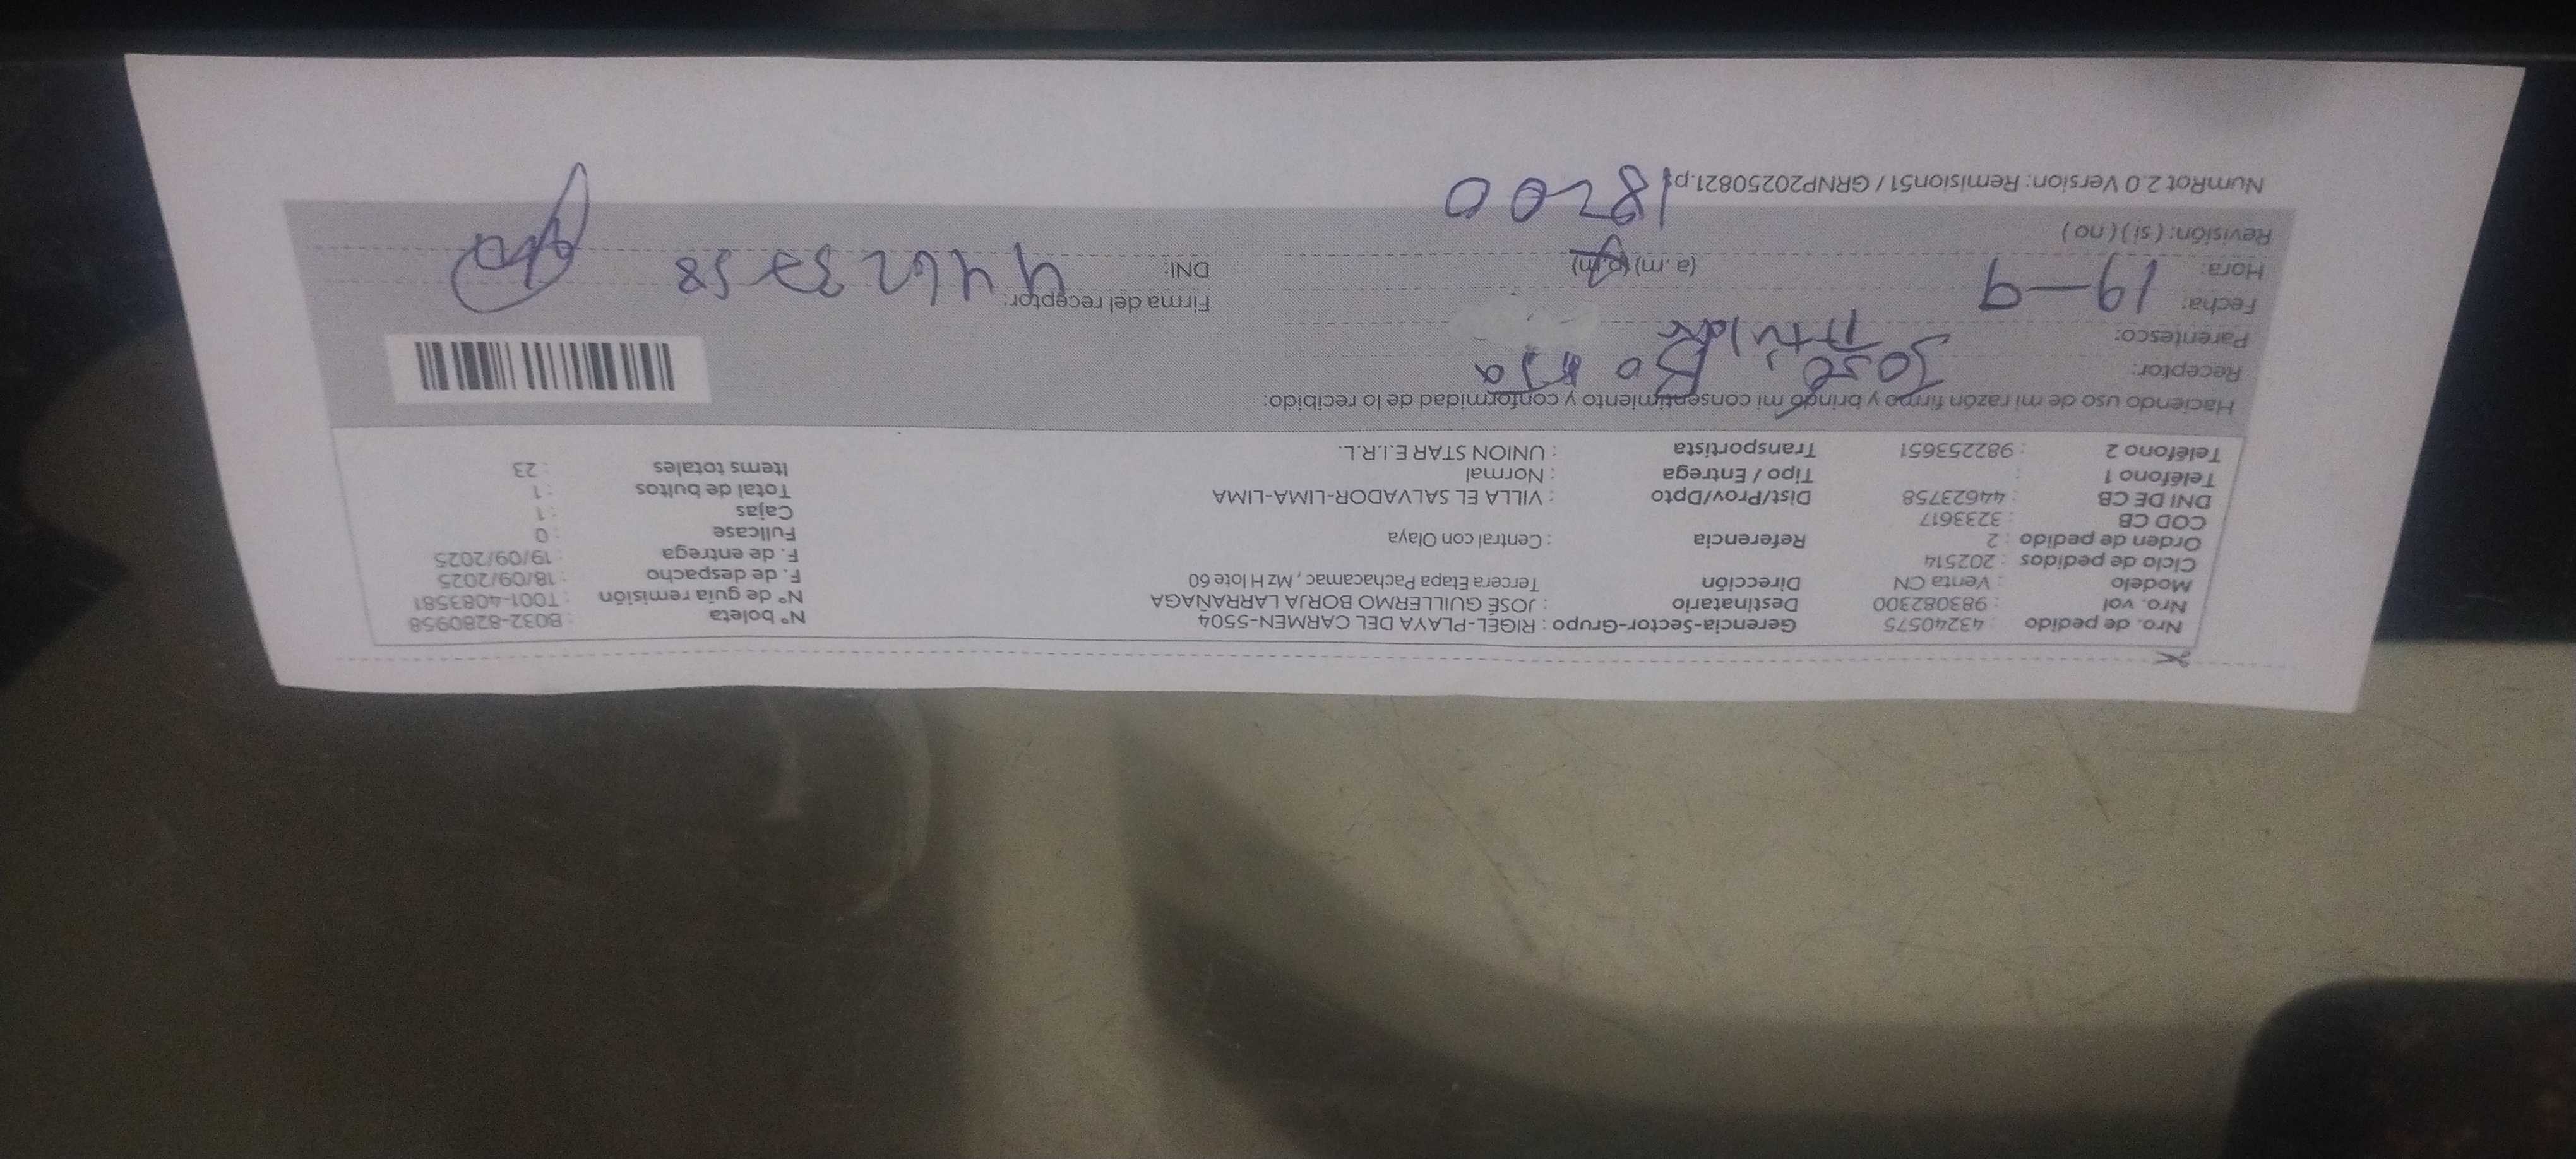 Nro. de pedido : 43240575 Gerencia-Sector-Grupo : RIGEL-PLAYA DEL CARMEN-5504 N° boleta : B032-8280958
Nro. vol : 983082300 Destinatario : JOSÉ GUILLERMO BORJA LARRAÑAGA N° de guía remisión : T001-4083581
Modelo : Venta CN Dirección Tercera Etapa Pachacamac , Mz H lote 60 F. de despacho : 18/09/2025
Ciclo de pedidos : 202514 F. de entrega : 19/09/2025
Orden de pedido : 2 Referencia : Central con Olaya Fullcase : 0
COD CB : 3233617 Cajas : 1
DNI DE CB : 44623758 Dist/Prov/Dpto : VILLA EL SALVADOR-LIMA-LIMA Total de bultos : 1
Teléfono 1 : Tipo / Entrega : Normal Items totales : 23
Teléfono 2 : 982253651 Transportista : UNION STAR E.I.R.L.
Haciendo uso de mi razón firmo y brindo mi consentimiento y conformidad de lo recibido:
Receptor: José Borja
Parentesco:
Fecha: 19-9 Firma del receptor:
Hora: (a.m) (p.m) DNI: 44623758
Revisión: ( si ) ( no )
NumRot 2.0 Version: Remision51 / GRNP20250821.p